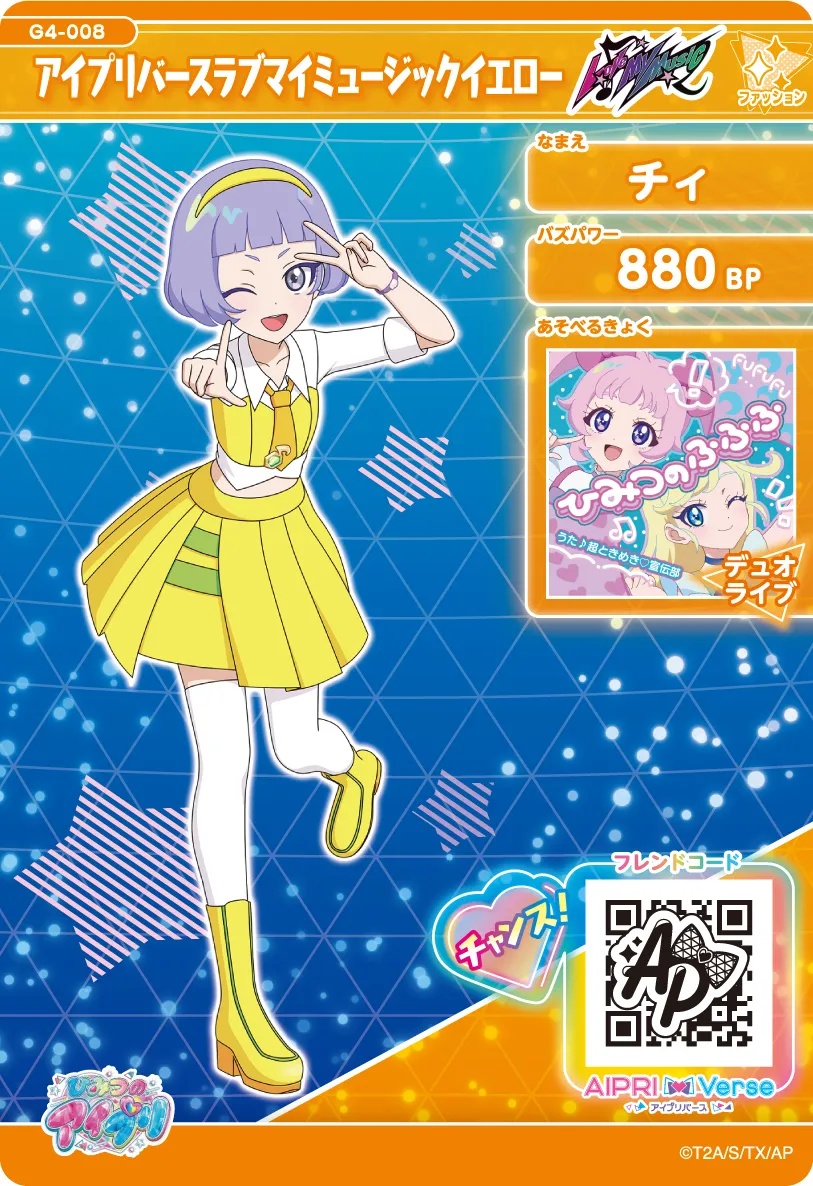 G4-008
アイプリバースラブマイミュージックイエロー
LOVE MY MUSIC
ファッション
なまえ
チィ
バズパワー
880 BP
あそべるきょく
FUFUFU
ひみつのふふふ
うた♪超ときめき♡宣伝部
デュオ
ライブ
フレンドコード
チャンス!
AP
AIPRI Verse
アイプリバース
ひみつの
アイプリ
©T2A/S/TX/AP